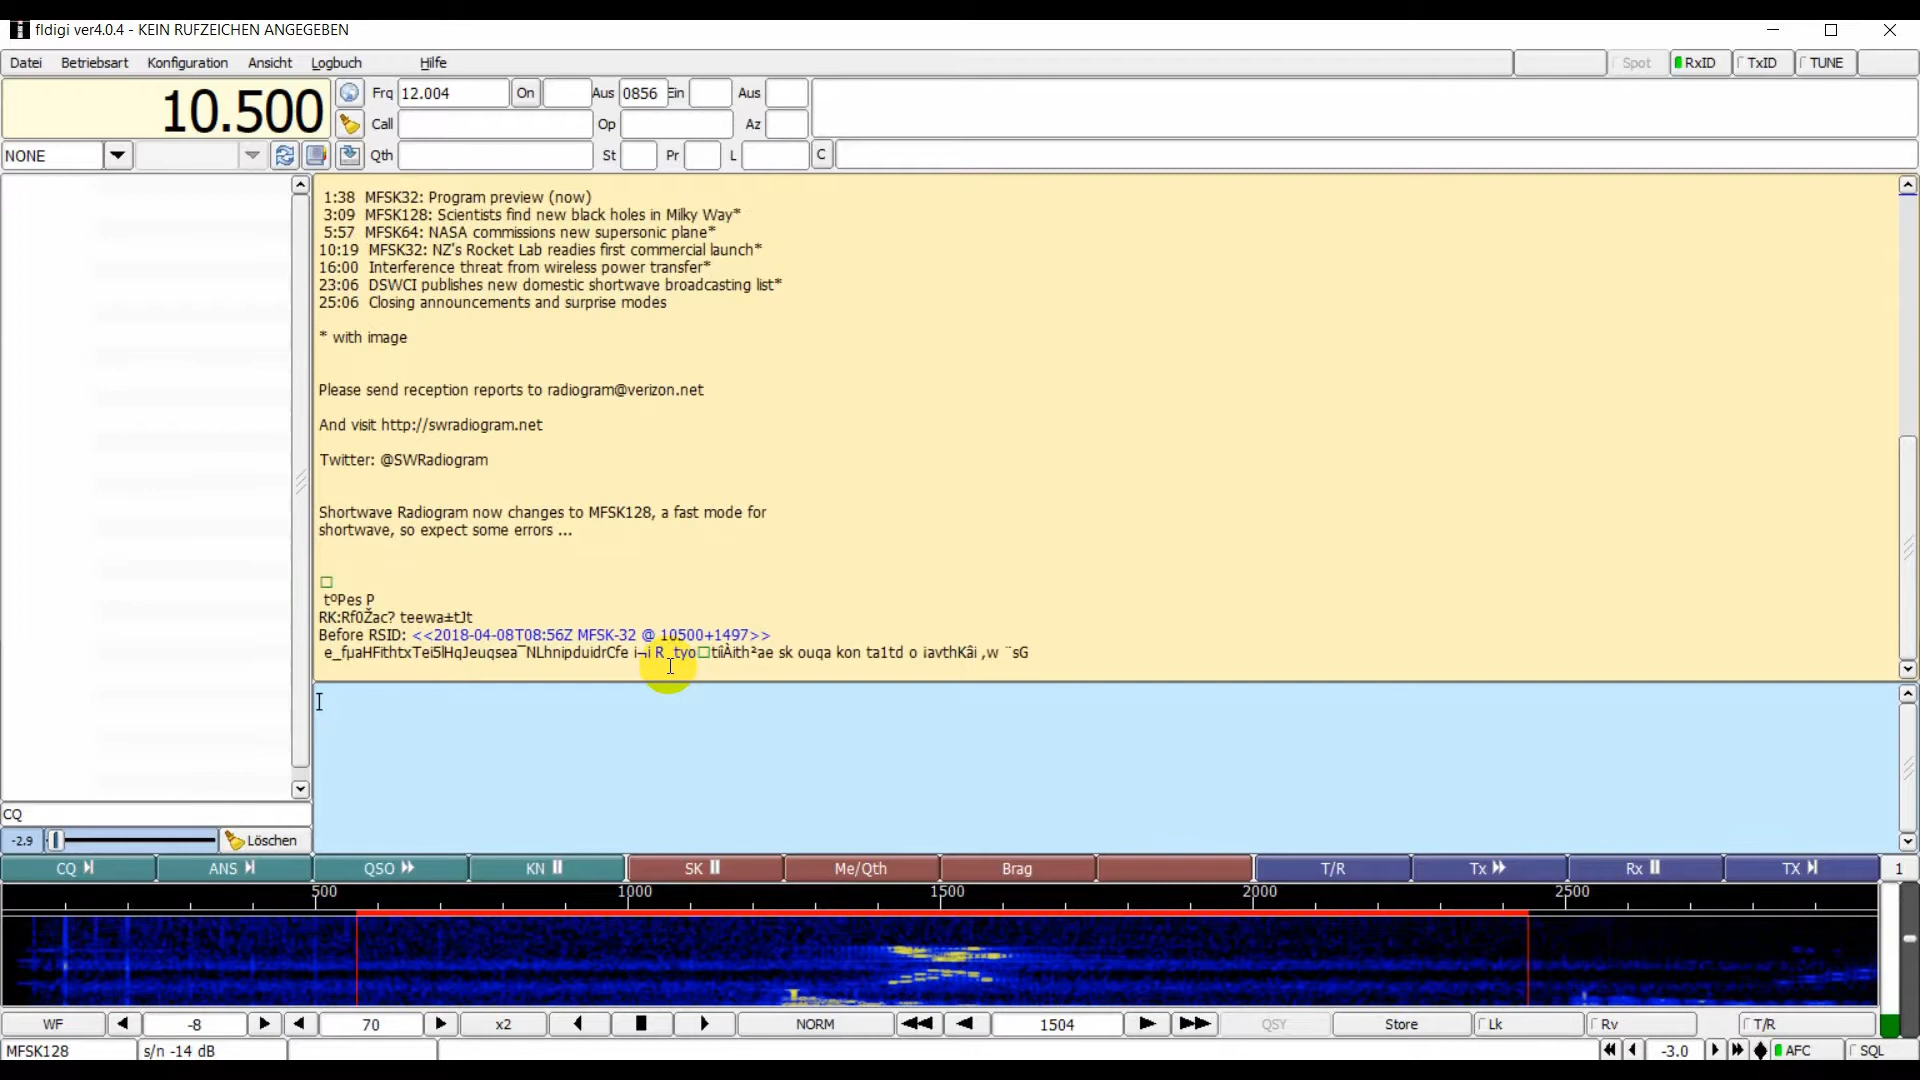 fldigi ver4.0.4 - KEIN RUFZEICHEN ANGEGEBEN
Datei Betriebsart Konfiguration Ansicht Logbuch Hilfe Spot RxID TxID TUNE
10.500 Frq 12.004 On Aus 0856 Ein Aus
Call Op Az
NONE Qth St Pr L C
1:38 MFSK32: Program preview (now)
3:09 MFSK128: Scientists find new black holes in Milky Way*
5:57 MFSK64: NASA commissions new supersonic plane*
10:19 MFSK32: NZ's Rocket Lab readies first commercial launch*
16:00 Interference threat from wireless power transfer*
23:06 DSWCI publishes new domestic shortwave broadcasting list*
25:06 Closing announcements and surprise modes
* with image
Please send reception reports to radiogram@verizon.net
And visit http://swradiogram.net
Twitter: @SWRadiogram
Shortwave Radiogram now changes to MFSK128, a fast mode for
shortwave, so expect some errors ...
tºPes P
RK:Rf0Žac? teewa±tJt
Before RSID: <<2018-04-08T08:56Z MFSK-32 @ 10500+1497>>
sk ouqa kon ta1td o
CQ
-2.9 Löschen
CQ ANS QSO KN SK Me/Qth Brag T/R Tx Rx TX 1
500 1000 1500 2000 2500
WF -8 70 x2 NORM 1504 QSY Store Lk Rv T/R
MFSK128 s/n -14 dB -3.0 AFC SQL